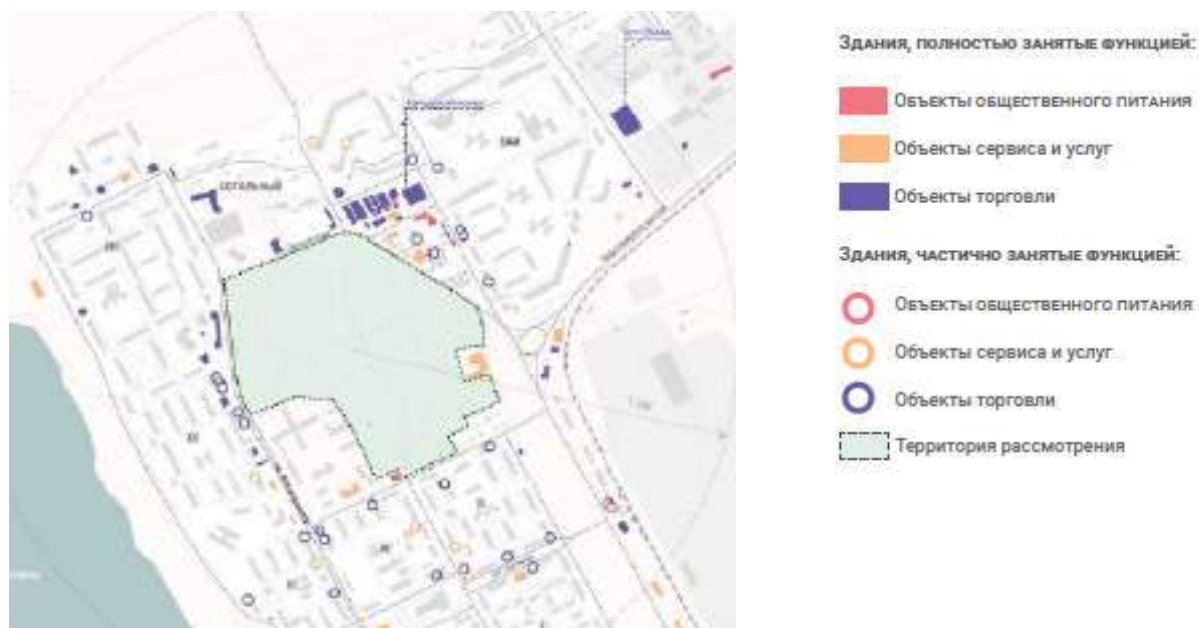 Здания, полностью занятые функцией:
Объекты общественного питания
Объекты сервиса и услуг
Объекты торговли
Здания, частично занятые функцией:
Объекты общественного питания
Объекты сервиса и услуг
Объекты торговли
Территория рассмотрения